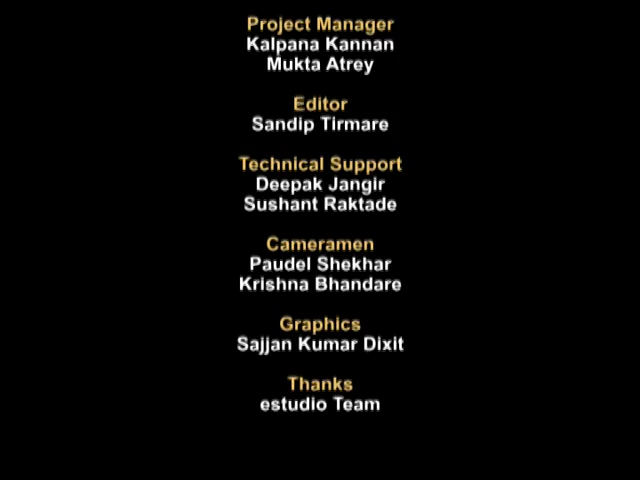 Project Manager
Kalpana Kannan
Mukta Atrey
Editor
Sandip Tirmare
Technical Support
Deepak Jangir
Sushant Raktade
Cameramen
Paudel Shekhar
Krishna Bhandare
Graphics
Sajjan Kumar Dixit
Thanks
estudio Team